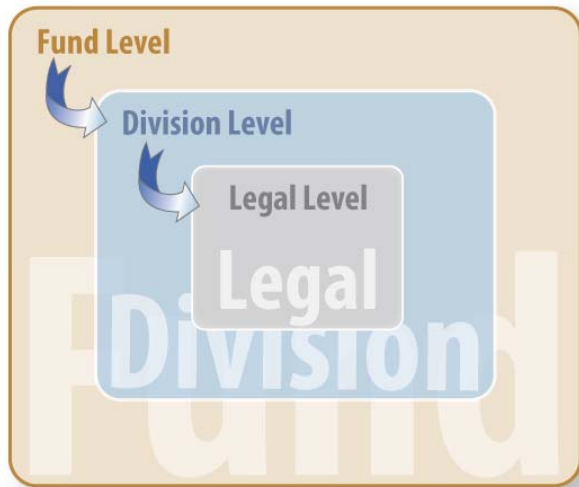 Fund Level
Division Level
Legal Level
Legal
Division
Fund